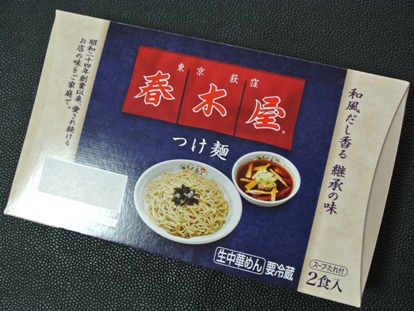 昭和二十四年創業以来、愛され続ける
お店の味をご家庭で。
東京 荻窪
春木屋
つけ麺
和風だし香る 継承の味
生中華めん 要冷蔵
スープ・たれ付
2食入